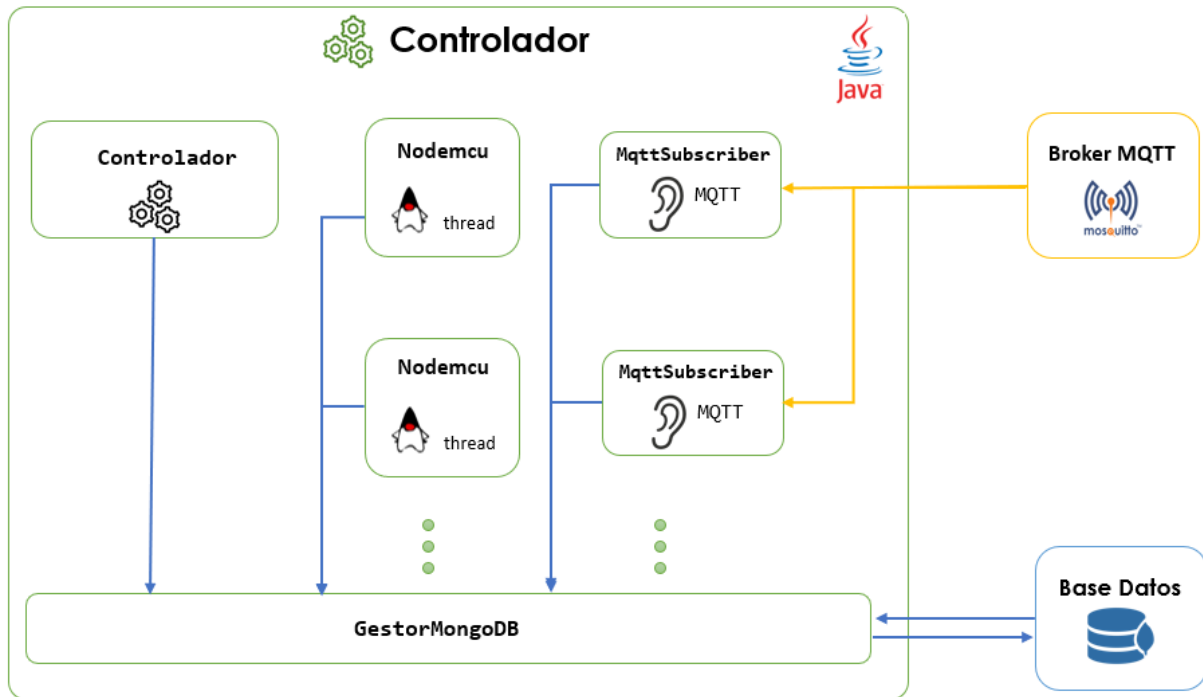 Controlador
Java
Controlador
Nodemcu
thread
MqttSubscriber
MQTT
Broker MQTT
mosquitto
Nodemcu
thread
MqttSubscriber
MQTT
GestorMongoDB
Base Datos